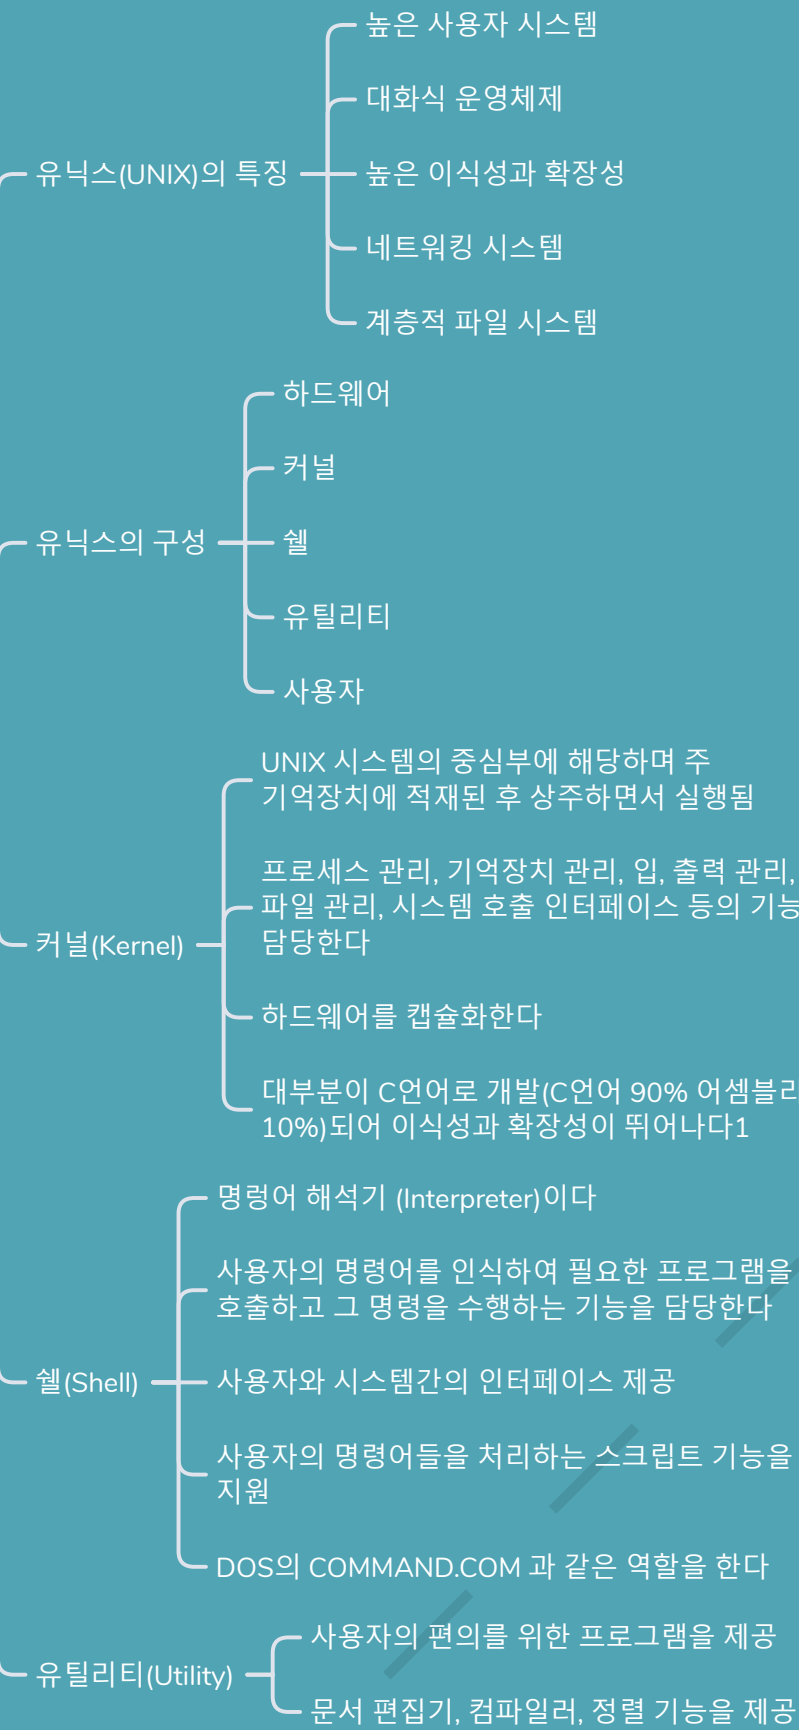 높은 사용자 시스템
대화식 운영체제
유닉스(UNIX)의 특징
높은 이식성과 확장성
네트워킹 시스템
계층적 파일 시스템
하드웨어
커널
유닉스의 구성
쉘
유틸리티
사용자
커널(Kernel)
UNIX 시스템의 중심부에 해당하며 주
기억장치에 적재된 후 상주하면서 실행됨
프로세스 관리, 기억장치 관리, 입, 출력 관리,
파일 관리, 시스템 호출 인터페이스 등의 기능
담당한다
하드웨어를 캡슐화한다
대부분이 C언어로 개발(C언어 90% 어셈블리
10%)되어 이식성과 확장성이 뛰어나다1
쉘(Shell)
명렁어 해석기 (Interpreter)이다
사용자의 명령어를 인식하여 필요한 프로그램을
호출하고 그 명령을 수행하는 기능을 담당한다
사용자와 시스템간의 인터페이스 제공
사용자의 명령어들을 처리하는 스크립트 기능을
지원
DOS의 COMMAND.COM 과 같은 역할을 한다
유틸리티(Utility)
사용자의 편의를 위한 프로그램을 제공
문서 편집기, 컴파일러, 정렬 기능을 제공